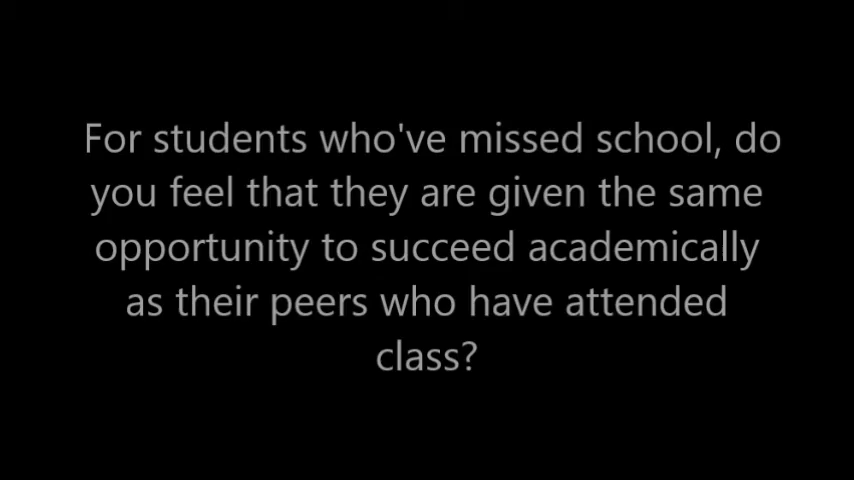 For students who've missed school, do
you feel that they are given the same
opportunity to succeed academically
as their peers who have attended
class?